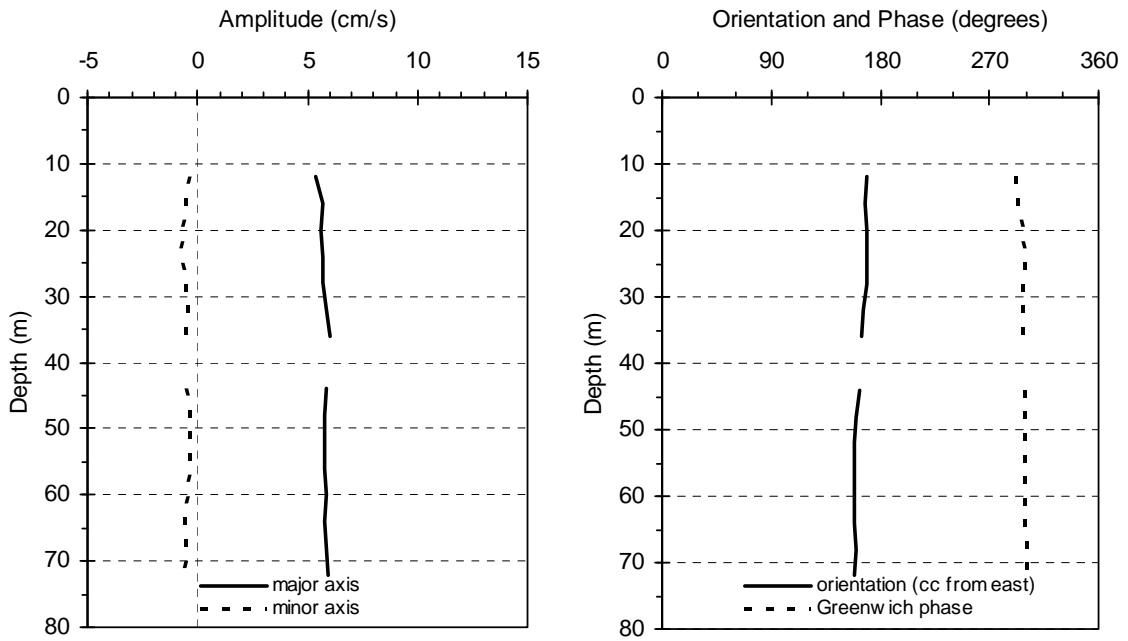 Amplitude (cm/s)
-5 0 5 10 15
0
10
20
30
40
50
60
70
80
Depth (m)
major axis
minor axis
Orientation and Phase (degrees)
0 90 180 270 360
0
10
20
30
40
50
60
70
80
Depth (m)
orientation (cc from east)
Greenwich phase